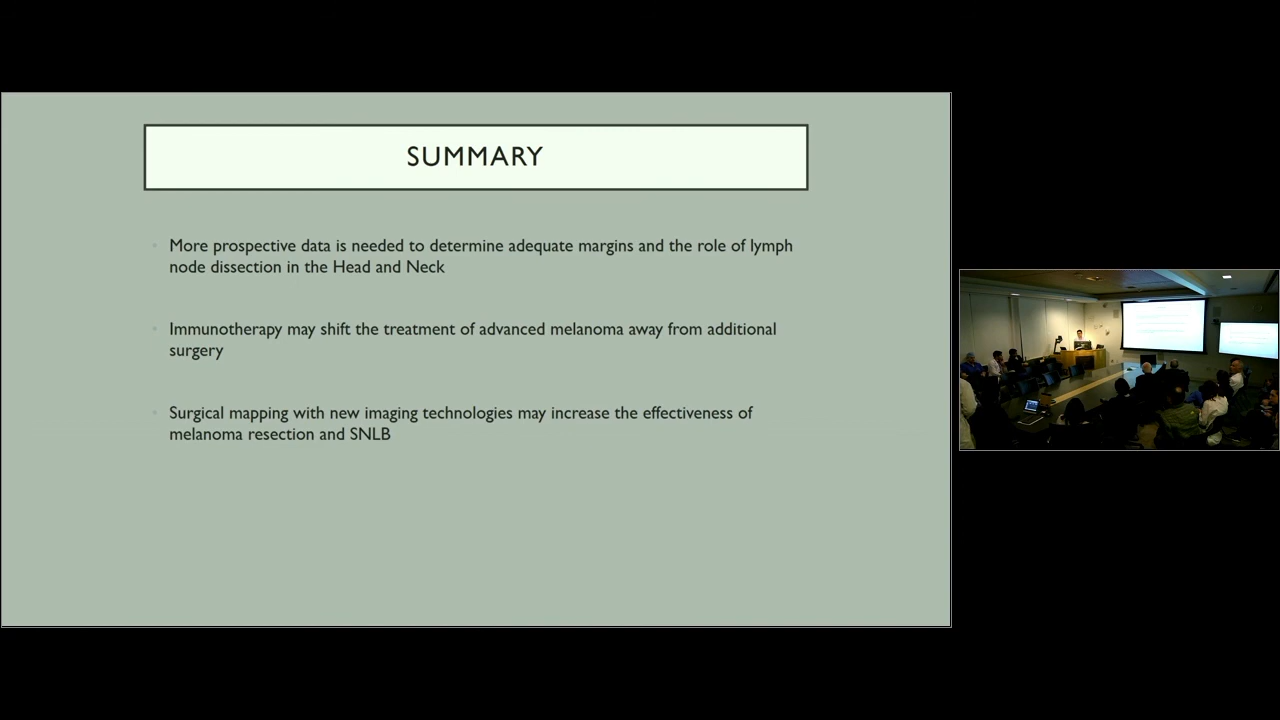 SUMMARY
More prospective data is needed to determine adequate margins and the role of lymph
node dissection in the Head and Neck
Immunotherapy may shift the treatment of advanced melanoma away from additional
surgery
Surgical mapping with new imaging technologies may increase the effectiveness of
melanoma resection and SNLB